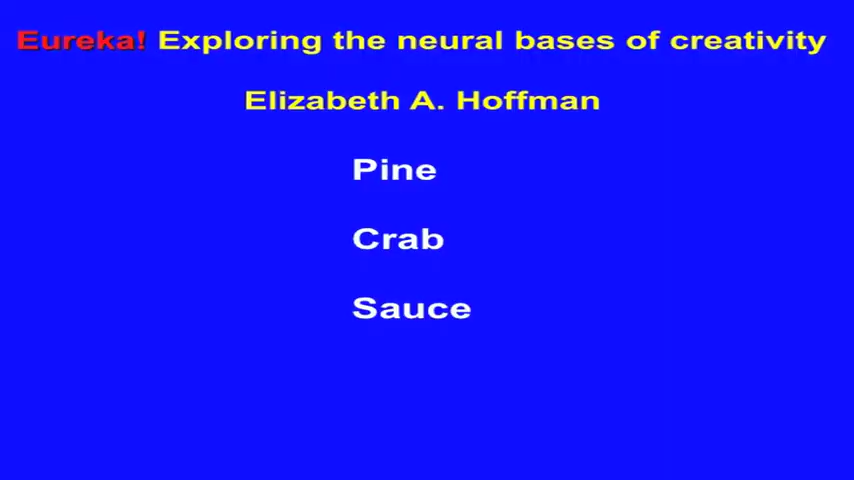 Eureka! Exploring the neural bases of creativity
Elizabeth A. Hoffman
Pine
Crab
Sauce